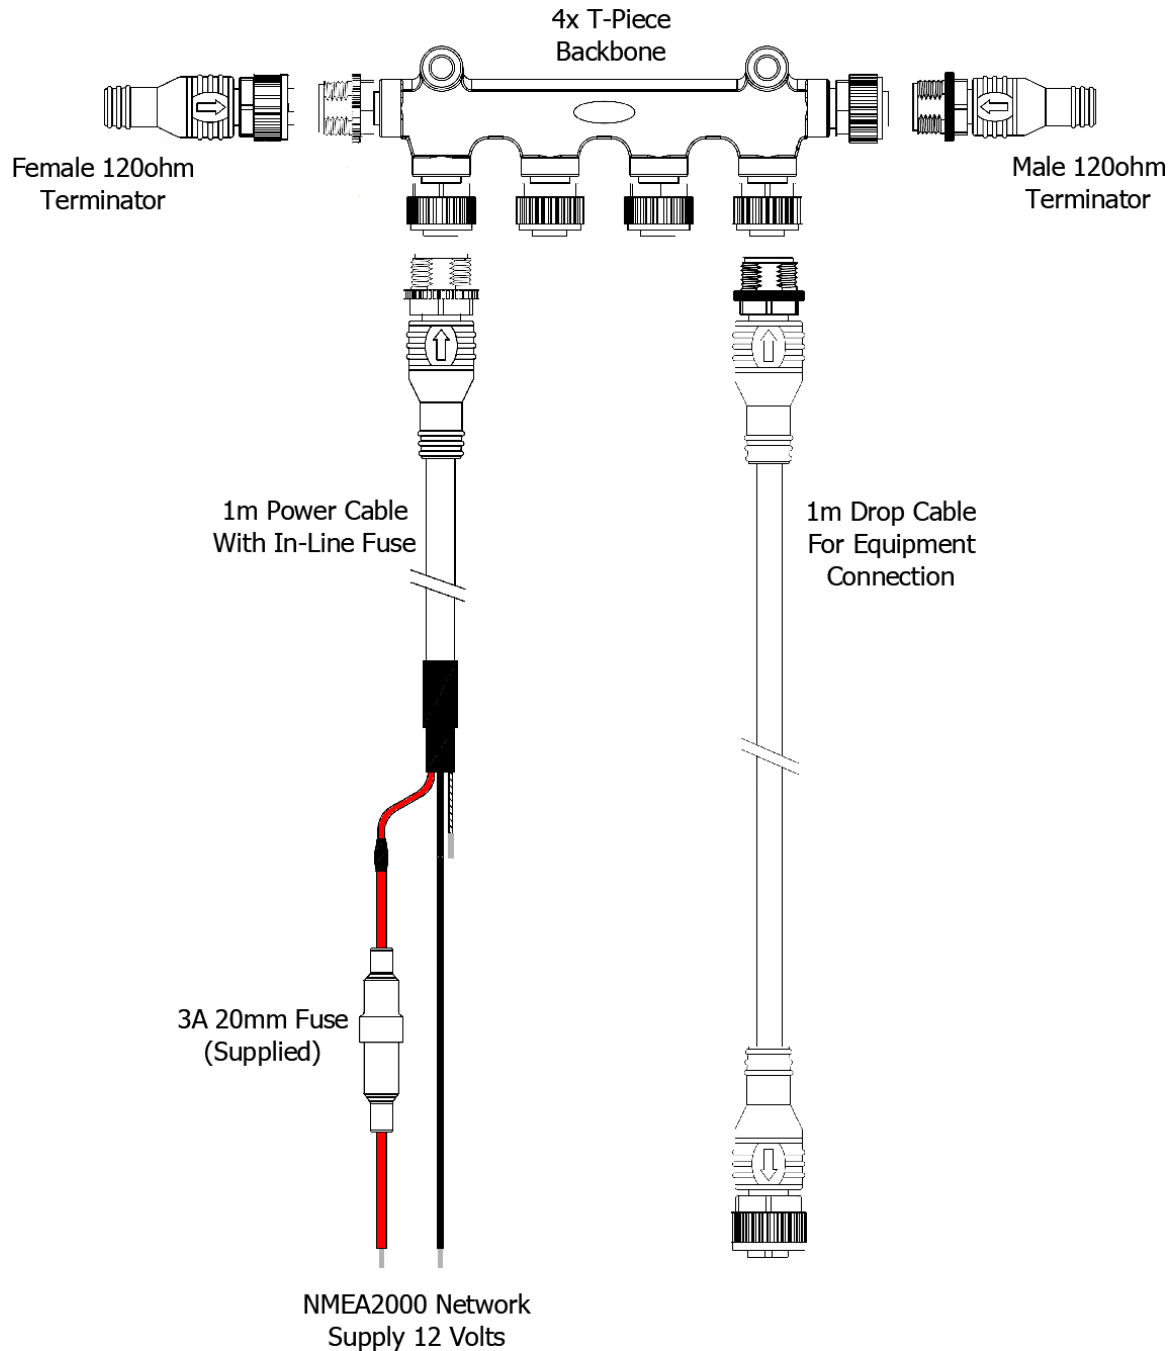 4x T-Piece
Backbone
Female 120ohm
Terminator
Male 120ohm
Terminator
1m Power Cable
With In-Line Fuse
1m Drop Cable
For Equipment
Connection
3A 20mm Fuse
(Supplied)
NMEA2000 Network
Supply 12 Volts